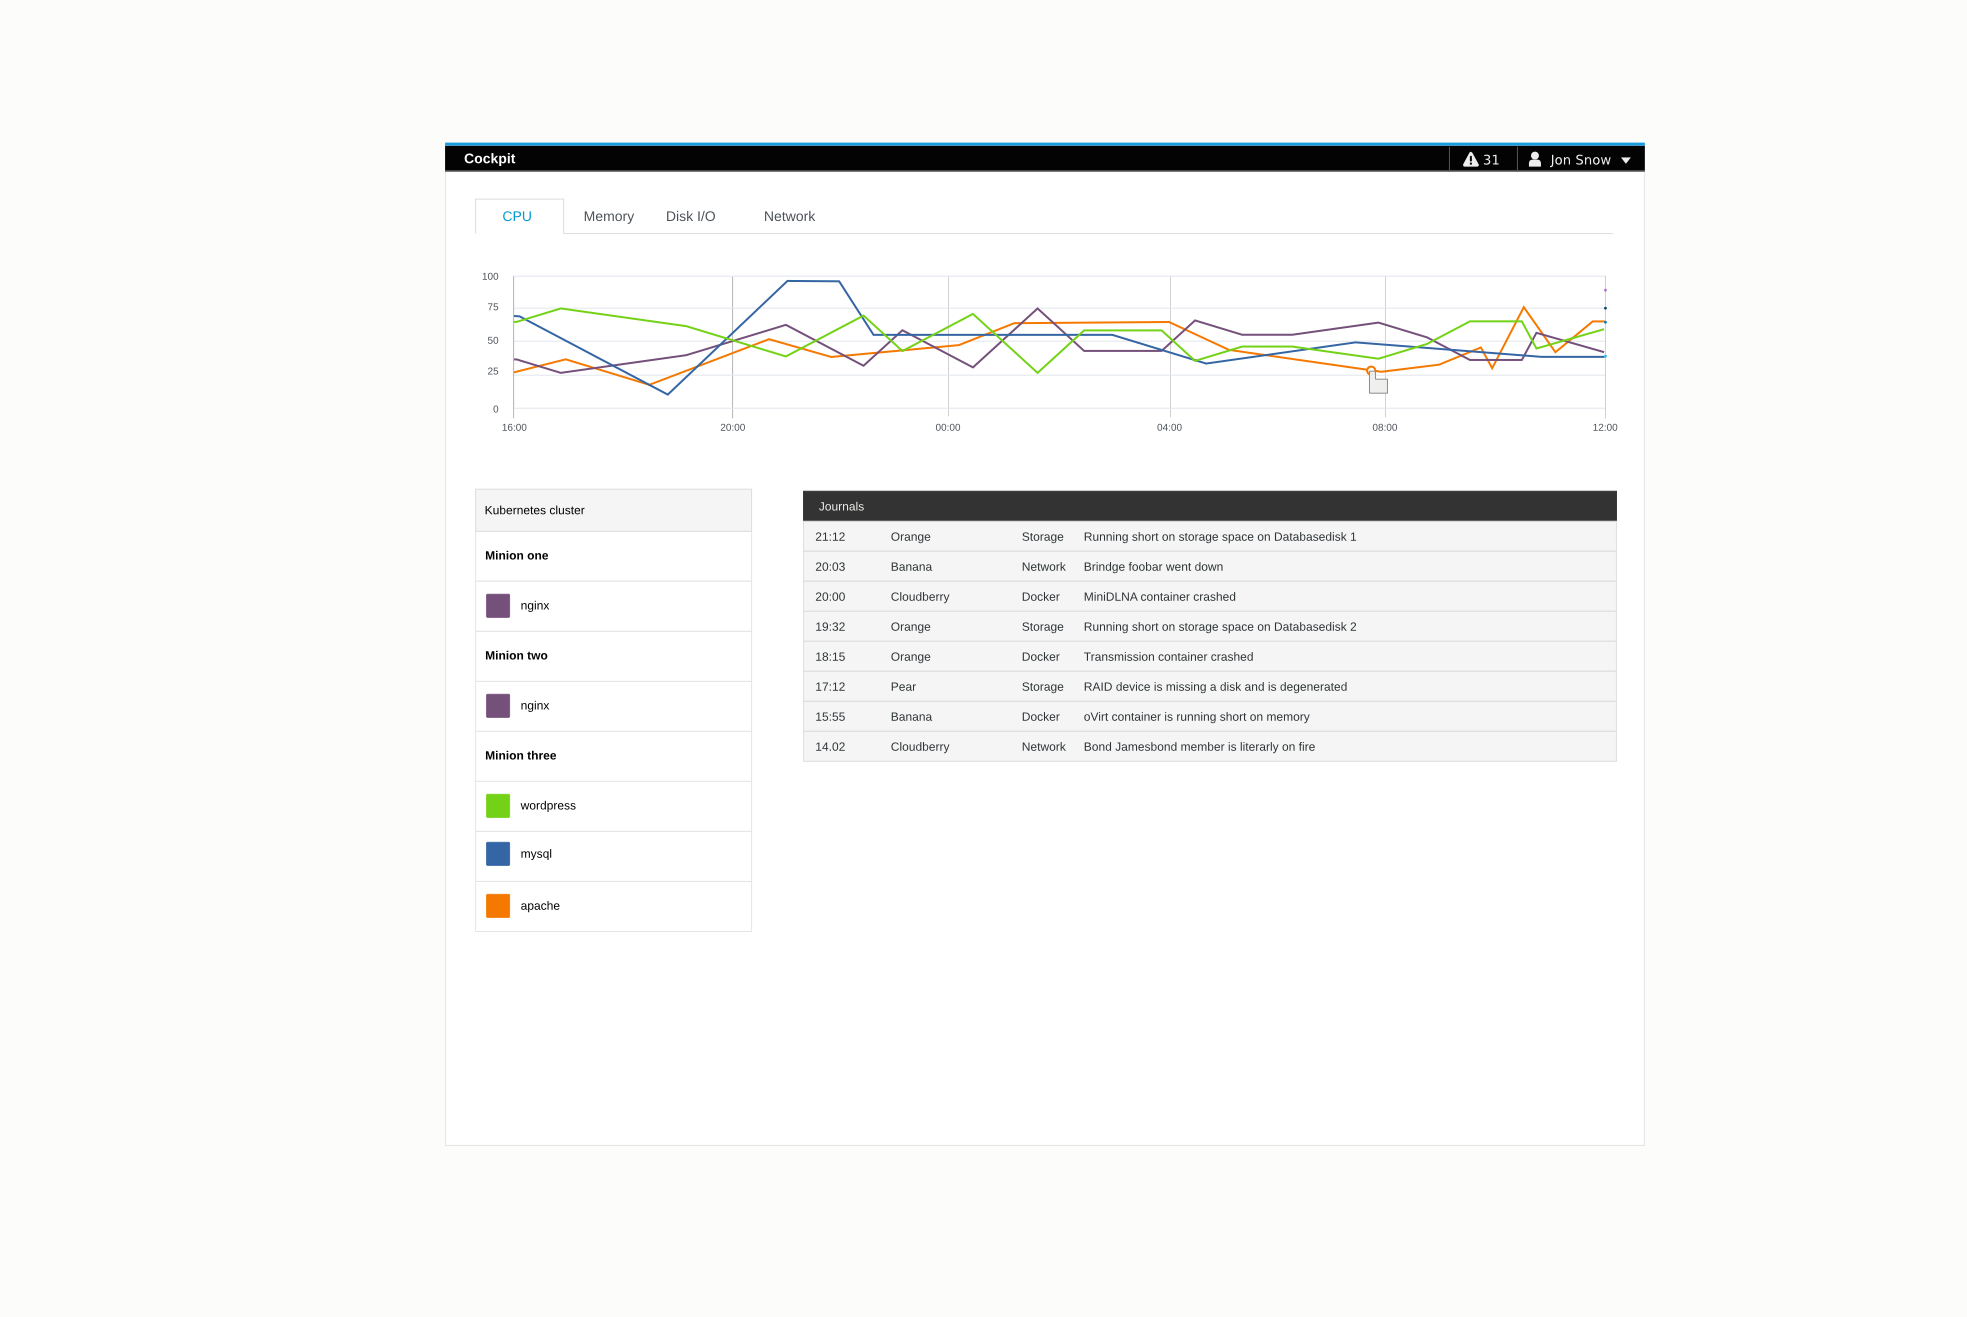 Cockpit 31 Jon Snow
CPU Memory Disk I/O Network
100
75
50
25
0
16:00 20:00 00:00 04:00 08:00 12:00
Kubernetes cluster
Minion one
nginx
Minion two
nginx
Minion three
wordpress
mysql
apache
Journals
21:12 Orange Storage Running short on storage space on Databasedisk 1
20:03 Banana Network Brindge foobar went down
20:00 Cloudberry Docker MiniDLNA container crashed
19:32 Orange Storage Running short on storage space on Databasedisk 2
18:15 Orange Docker Transmission container crashed
17:12 Pear Storage RAID device is missing a disk and is degenerated
15:55 Banana Docker oVirt container is running short on memory
14.02 Cloudberry Network Bond Jamesbond member is literarly on fire